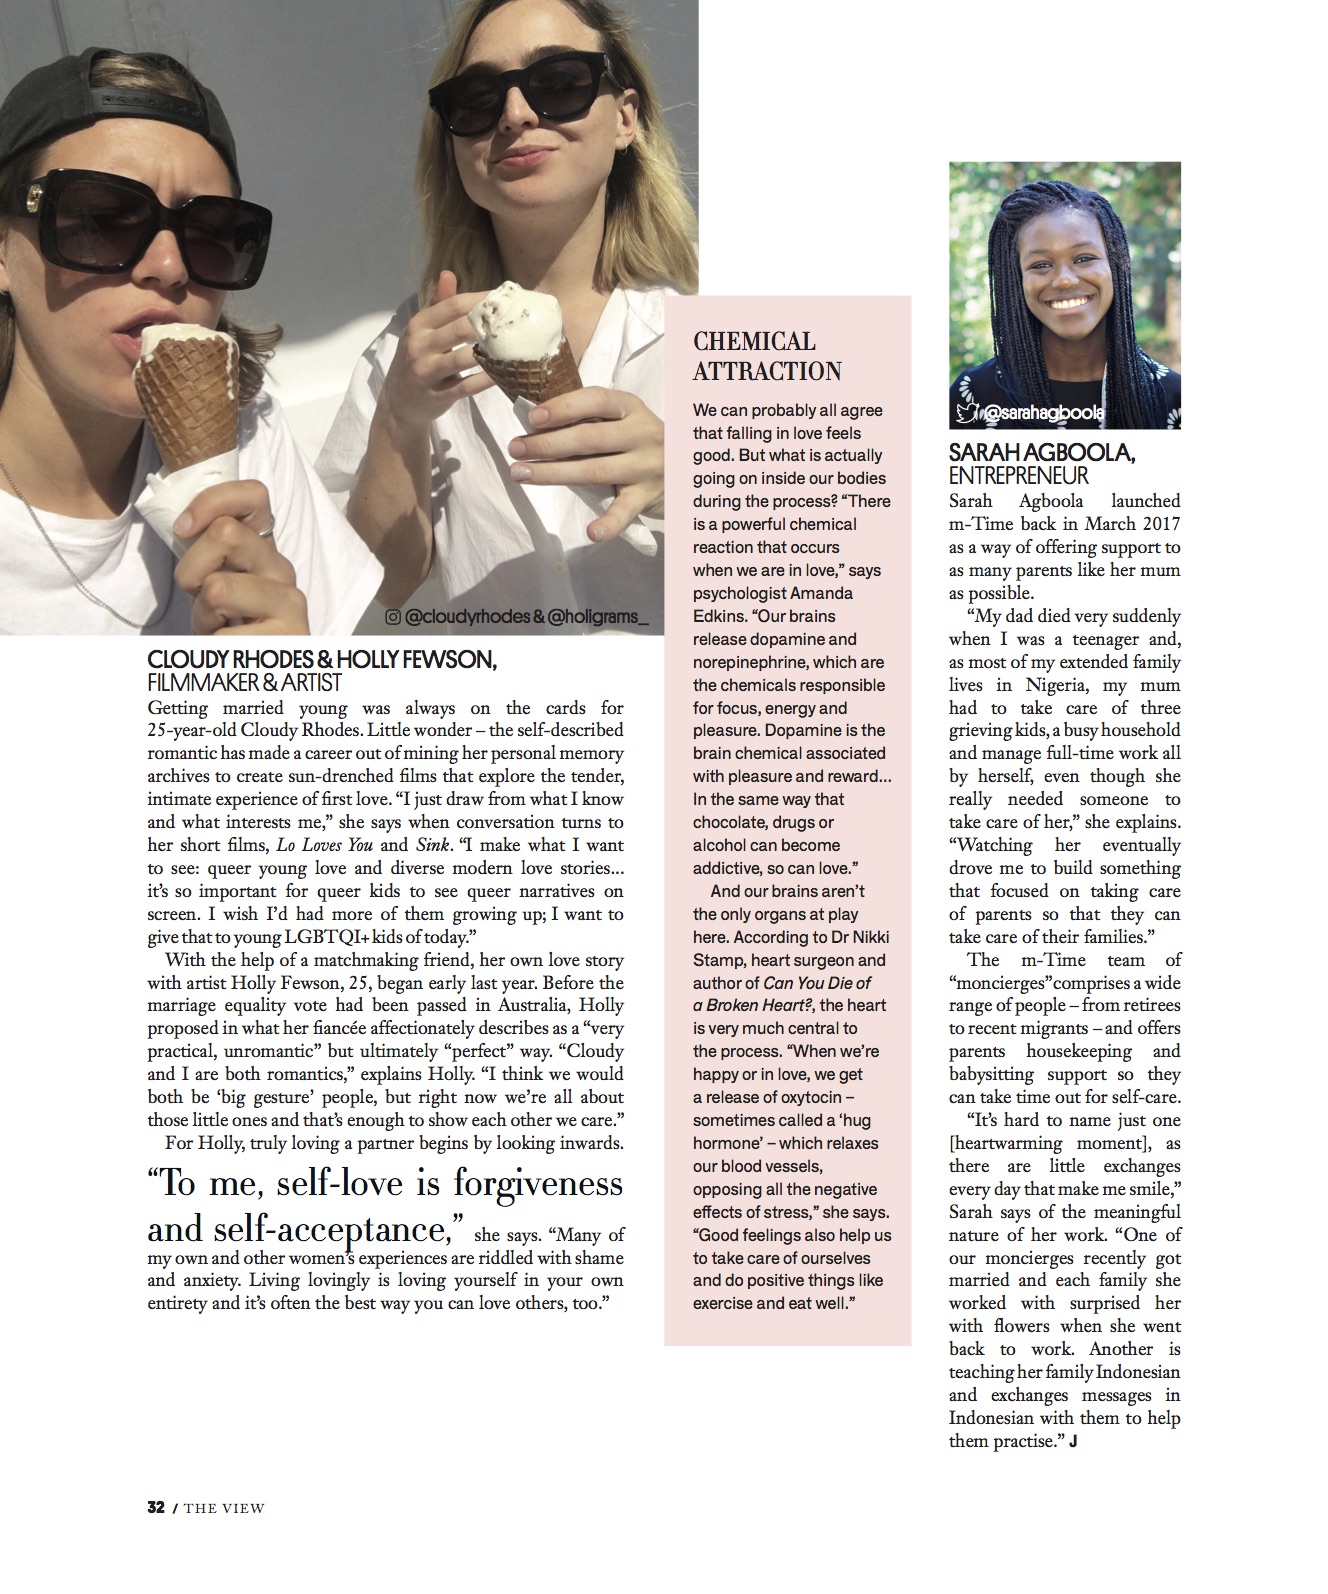 @cloudyrhodes & @holigrams_
CLOUDY RHODES & HOLLY FEWSON,
FILMMAKER & ARTIST
Getting married young was always on the cards for
25-year-old Cloudy Rhodes. Little wonder – the self-described
romantic has made a career out of mining her personal memory
archives to create sun-drenched films that explore the tender,
intimate experience of first love. “I just draw from what I know
and what interests me,” she says when conversation turns to
her short films, Lo Loves You and Sink. “I make what I want
to see: queer young love and diverse modern love stories...
it’s so important for queer kids to see queer narratives on
screen. I wish I’d had more of them growing up; I want to
give that to young LGBTQI+ kids of today.”
With the help of a matchmaking friend, her own love story
with artist Holly Fewson, 25, began early last year. Before the
marriage equality vote had been passed in Australia, Holly
proposed in what her fiancée affectionately describes as a “very
practical, unromantic” but ultimately “perfect” way. “Cloudy
and I are both romantics,” explains Holly. “I think we would
both be ‘big gesture’ people, but right now we’re all about
those little ones and that’s enough to show each other we care.”
For Holly, truly loving a partner begins by looking inwards.
“To me, self-love is forgiveness
and self-acceptance,” she says. “Many of
my own and other women’s experiences are riddled with shame
and anxiety. Living lovingly is loving yourself in your own
entirety and it’s often the best way you can love others, too.”
CHEMICAL
ATTRACTION
We can probably all agree
that falling in love feels
good. But what is actually
going on inside our bodies
during the process? “There
is a powerful chemical
reaction that occurs
when we are in love,” says
psychologist Amanda
Edkins. “Our brains
release dopamine and
norepinephrine, which are
the chemicals responsible
for focus, energy and
pleasure. Dopamine is the
brain chemical associated
with pleasure and reward...
In the same way that
chocolate, drugs or
alcohol can become
addictive, so can love.”
And our brains aren’t
the only organs at play
here. According to Dr Nikki
Stamp, heart surgeon and
author of Can You Die of
a Broken Heart?, the heart
is very much central to
the process. “When we’re
happy or in love, we get
a release of oxytocin –
sometimes called a ‘hug
hormone’ – which relaxes
our blood vessels,
opposing all the negative
effects of stress,” she says.
“Good feelings also help us
to take care of ourselves
and do positive things like
exercise and eat well.”
@sarahagboola
SARAH AGBOOLA,
ENTREPRENEUR
Sarah Agboola launched
m-Time back in March 2017
as a way of offering support to
as many parents like her mum
as possible.
“My dad died very suddenly
when I was a teenager and,
as most of my extended family
lives in Nigeria, my mum
had to take care of three
grieving kids, a busy household
and manage full-time work all
by herself, even though she
really needed someone to
take care of her,” she explains.
“Watching her eventually
drove me to build something
that focused on taking care
of parents so that they can
take care of their families.”
The m-Time team of
“moncierges” comprises a wide
range of people – from retirees
to recent migrants – and offers
parents housekeeping and
babysitting support so they
can take time out for self-care.
“It’s hard to name just one
[heartwarming moment], as
there are little exchanges
every day that make me smile,”
Sarah says of the meaningful
nature of her work. “One of
our moncierges recently got
married and each family she
worked with surprised her
with flowers when she went
back to work. Another is
teaching her family Indonesian
and exchanges messages in
Indonesian with them to help
them practise.” J
32 / THE VIEW